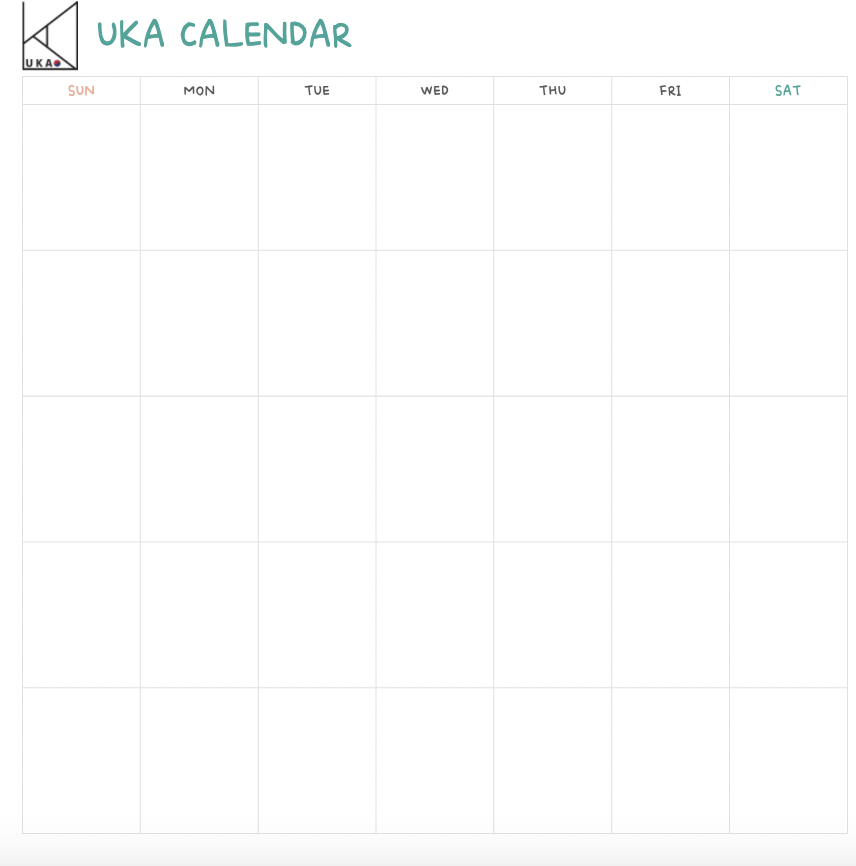 UKA
UKA CALENDAR
SUN MON TUE WED THU FRI SAT